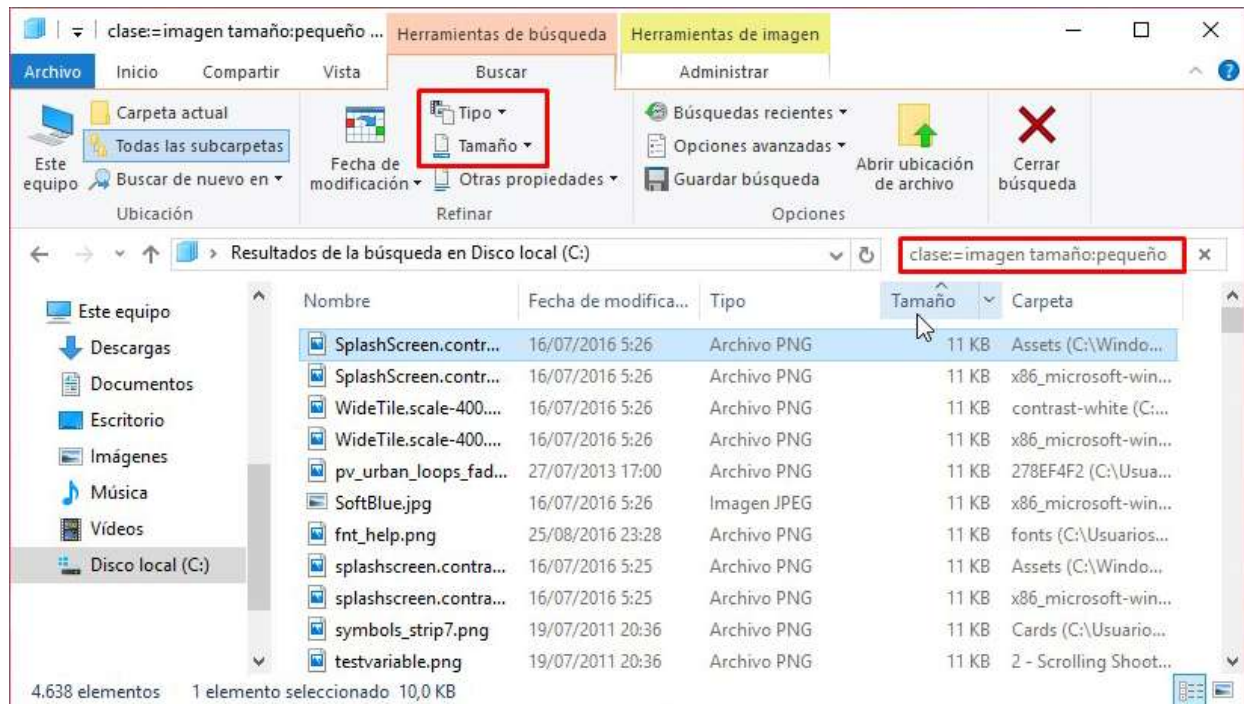 clase:=imagen tamaño:pequeño ... Herramientas de búsqueda Herramientas de imagen
Archivo Inicio Compartir Vista Buscar Administrar
Este equipo
Carpeta actual
Todas las subcarpetas
Buscar de nuevo en
Ubicación
Fecha de modificación
Tipo
Tamaño
Otras propiedades
Refinar
Búsquedas recientes
Opciones avanzadas
Guardar búsqueda
Abrir ubicación de archivo
Cerrar búsqueda
Opciones
Resultados de la búsqueda en Disco local (C:) clase:=imagen tamaño:pequeño
Este equipo
Descargas
Documentos
Escritorio
Imágenes
Música
Vídeos
Disco local (C:)
Nombre Fecha de modifica... Tipo Tamaño Carpeta
SplashScreen.contr... 16/07/2016 5:26 Archivo PNG 11 KB Assets (C:\Windo...
SplashScreen.contr... 16/07/2016 5:26 Archivo PNG 11 KB x86_microsoft-win...
WideTile.scale-400.... 16/07/2016 5:26 Archivo PNG 11 KB contrast-white (C:...
WideTile.scale-400.... 16/07/2016 5:26 Archivo PNG 11 KB x86_microsoft-win...
pv_urban_loops_fad... 27/07/2013 17:00 Archivo PNG 11 KB 278EF4F2 (C:\Usua...
SoftBlue.jpg 16/07/2016 5:26 Imagen JPEG 11 KB x86_microsoft-win...
fnt_help.png 25/08/2016 23:28 Archivo PNG 11 KB fonts (C:\Usuarios...
splashscreen.contra... 16/07/2016 5:25 Archivo PNG 11 KB Assets (C:\Windo...
splashscreen.contra... 16/07/2016 5:25 Archivo PNG 11 KB x86_microsoft-win...
symbols_strip7.png 19/07/2011 20:36 Archivo PNG 11 KB Cards (C:\Usuario...
testvariable.png 19/07/2011 20:36 Archivo PNG 11 KB 2 - Scrolling Shoot...
4.638 elementos 1 elemento seleccionado 10,0 KB